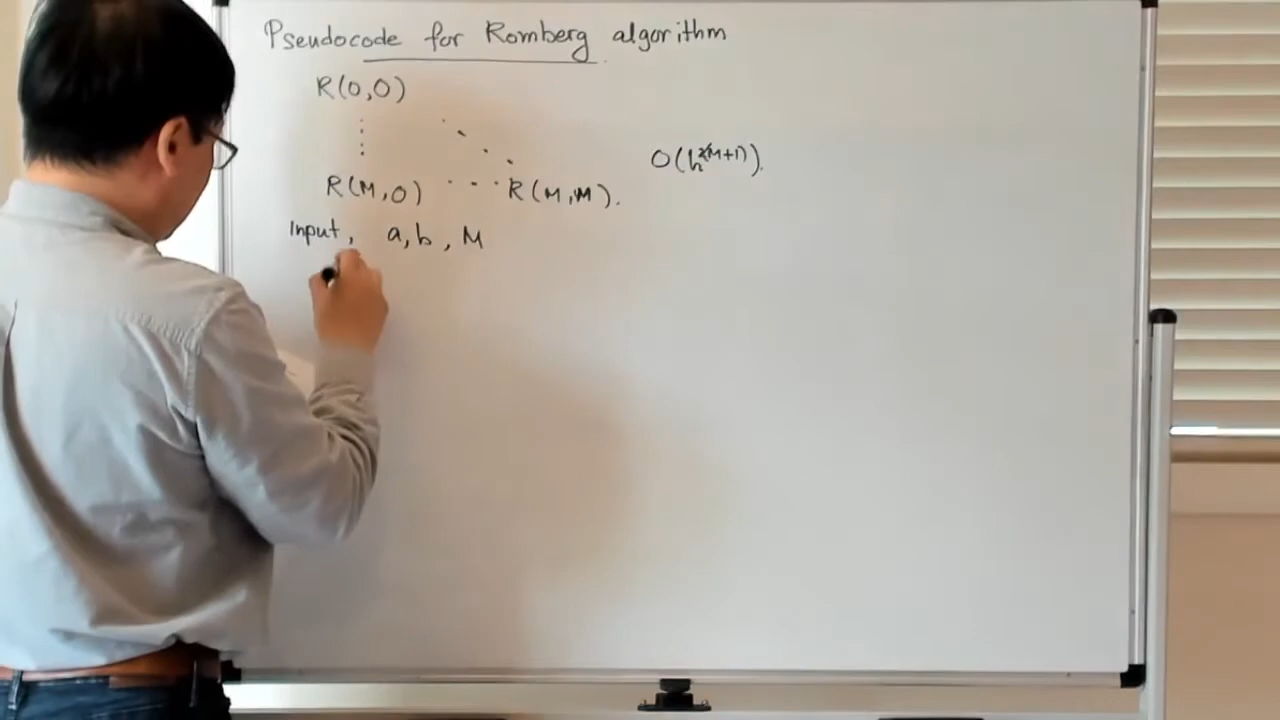 Pseudocode for Romberg algorithm
R(0,0)
⋮ ⋱ O(h^2(M+1)).
R(M,0) ... R(M,M).
Input, a,b, M